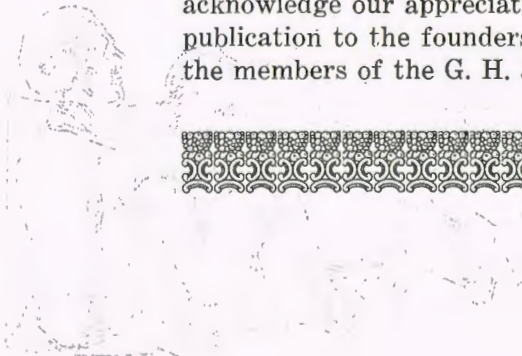 acknowledge our appreciat
publication to the founders
the members of the G. H.